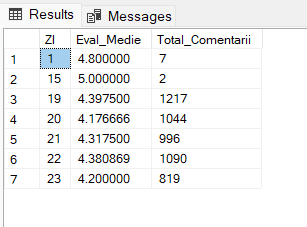 Results Messages
ZI Eval_Medie Total_Comentarii
1 1 4.800000 7
2 15 5.000000 2
3 19 4.397500 1217
4 20 4.176666 1044
5 21 4.317500 996
6 22 4.380869 1090
7 23 4.200000 819